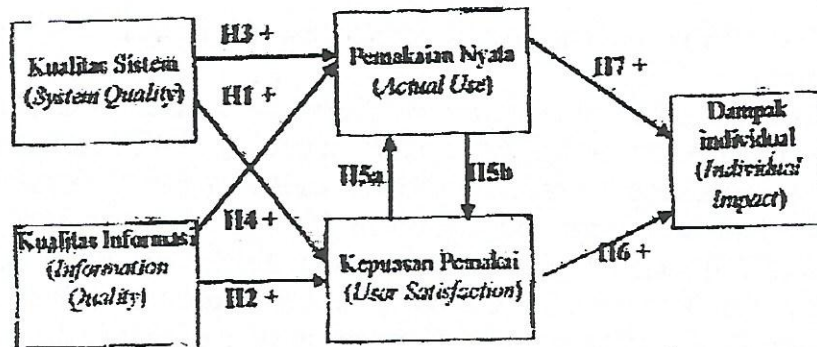 Kualitas Sistem
(System Quality)
H3 +
H1 +
Pemakaian Nyata
(Actual Use)
H7 +
Dampak
individual
(Individual
Impact)
H5a
H5b
Kualitas Informasi
(Information
Quality)
H4 +
H2 +
Kepuasan Pemakai
(User Satisfaction)
H6 +